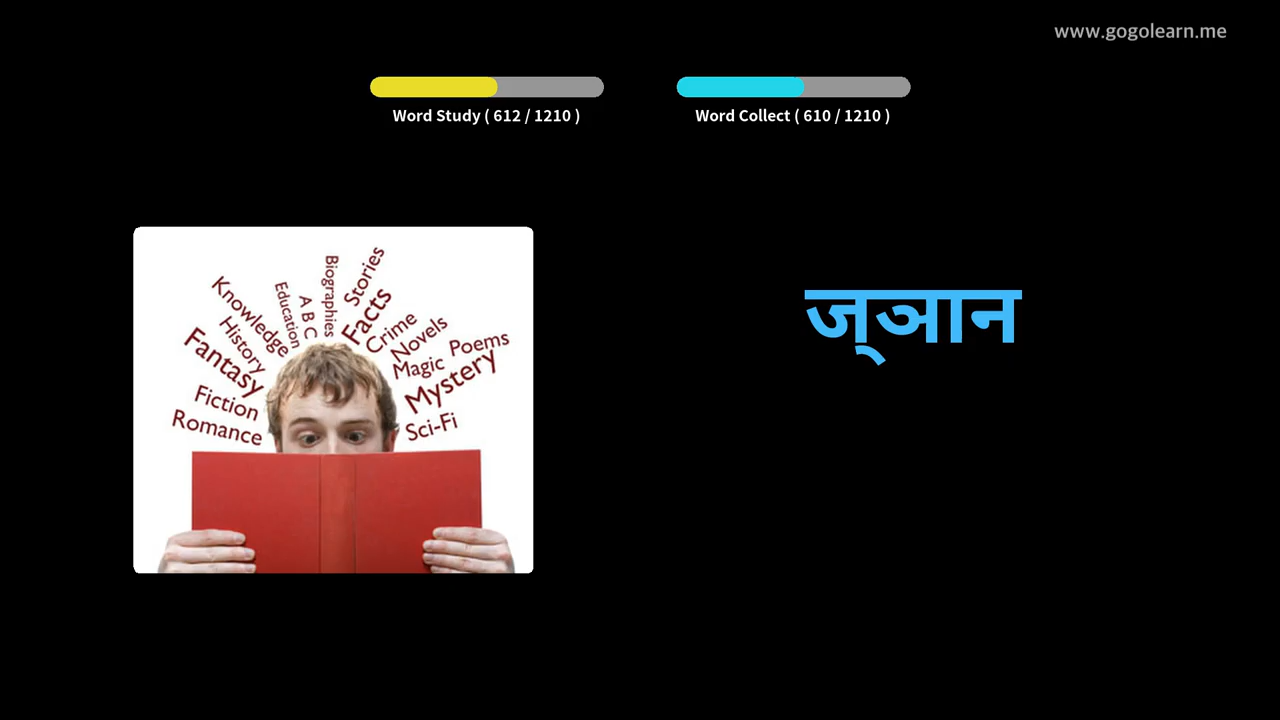 www.gogolearn.me
Word Study ( 612 / 1210 )
Word Collect ( 610 / 1210 )
Knowledge
Education
A B C
Biographies
Stories
Facts
Crime
Novels
Poems
Magic
Mystery
Sci-Fi
History
Fantasy
Fiction
Romance
ज्‌ञान